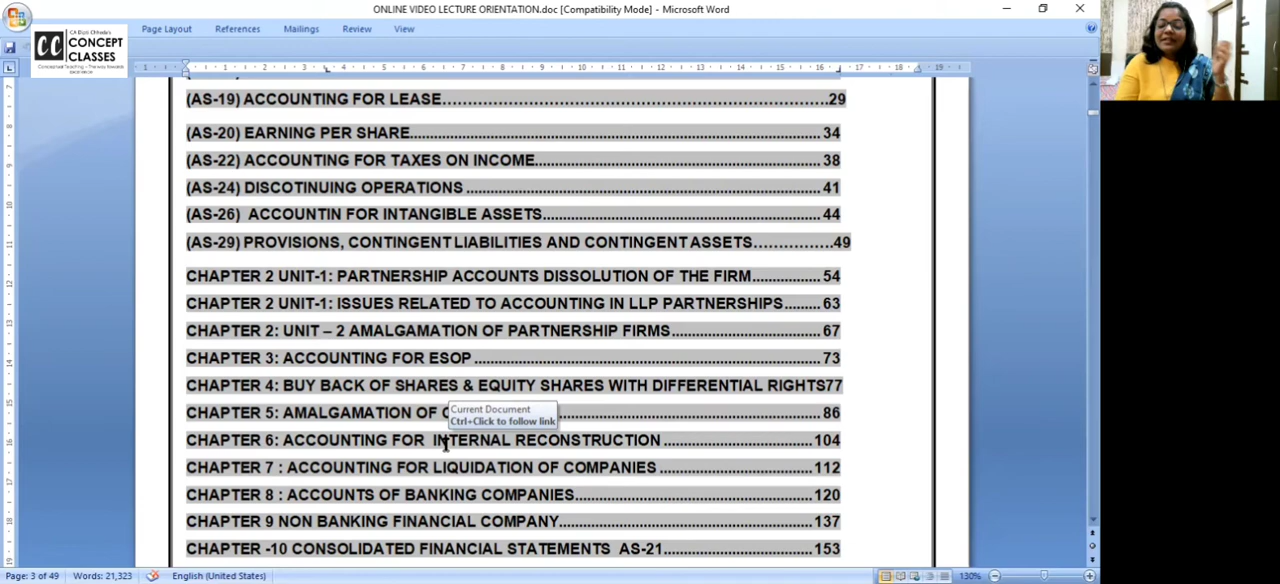 ONLINE VIDEO LECTURE ORIENTATION.doc [Compatibility Mode] - Microsoft Word
Page Layout References Mailings Review View
CONCEPT
CLASSES
(AS-19) ACCOUNTING FOR LEASE.................................................................29
(AS-20) EARNING PER SHARE................................................................... 34
(AS-22) ACCOUNTING FOR TAXES ON INCOME................................................ 38
(AS-24) DISCOTINUING OPERATIONS ............................................................ 41
(AS-26) ACCOUNTIN FOR INTANGIBLE ASSETS.............................................. 44
(AS-29) PROVISIONS, CONTINGENT LIABILITIES AND CONTINGENT ASSETS................49
CHAPTER 2 UNIT-1: PARTNERSHIP ACCOUNTS DISSOLUTION OF THE FIRM................. 54
CHAPTER 2 UNIT-1: ISSUES RELATED TO ACCOUNTING IN LLP PARTNERSHIPS......... 63
CHAPTER 2: UNIT – 2 AMALGAMATION OF PARTNERSHIP FIRMS.................................... 67
CHAPTER 3: ACCOUNTING FOR ESOP ................................................................ 73
CHAPTER 4: BUY BACK OF SHARES & EQUITY SHARES WITH DIFFERENTIAL RIGHTS77
Current Document
Ctrl+Click to follow link
CHAPTER 5: AMALGAMATION OF ................................................................ 86
CHAPTER 6: ACCOUNTING FOR INTERNAL RECONSTRUCTION .................................... 104
CHAPTER 7 : ACCOUNTING FOR LIQUIDATION OF COMPANIES ..................................... 112
CHAPTER 8 : ACCOUNTS OF BANKING COMPANIES......................................................... 120
CHAPTER 9 NON BANKING FINANCIAL COMPANY............................................................. 137
CHAPTER -10 CONSOLIDATED FINANCIAL STATEMENTS AS-21.................................... 153
Page: 3 of 49 Words: 21,323 English (United States) 130%